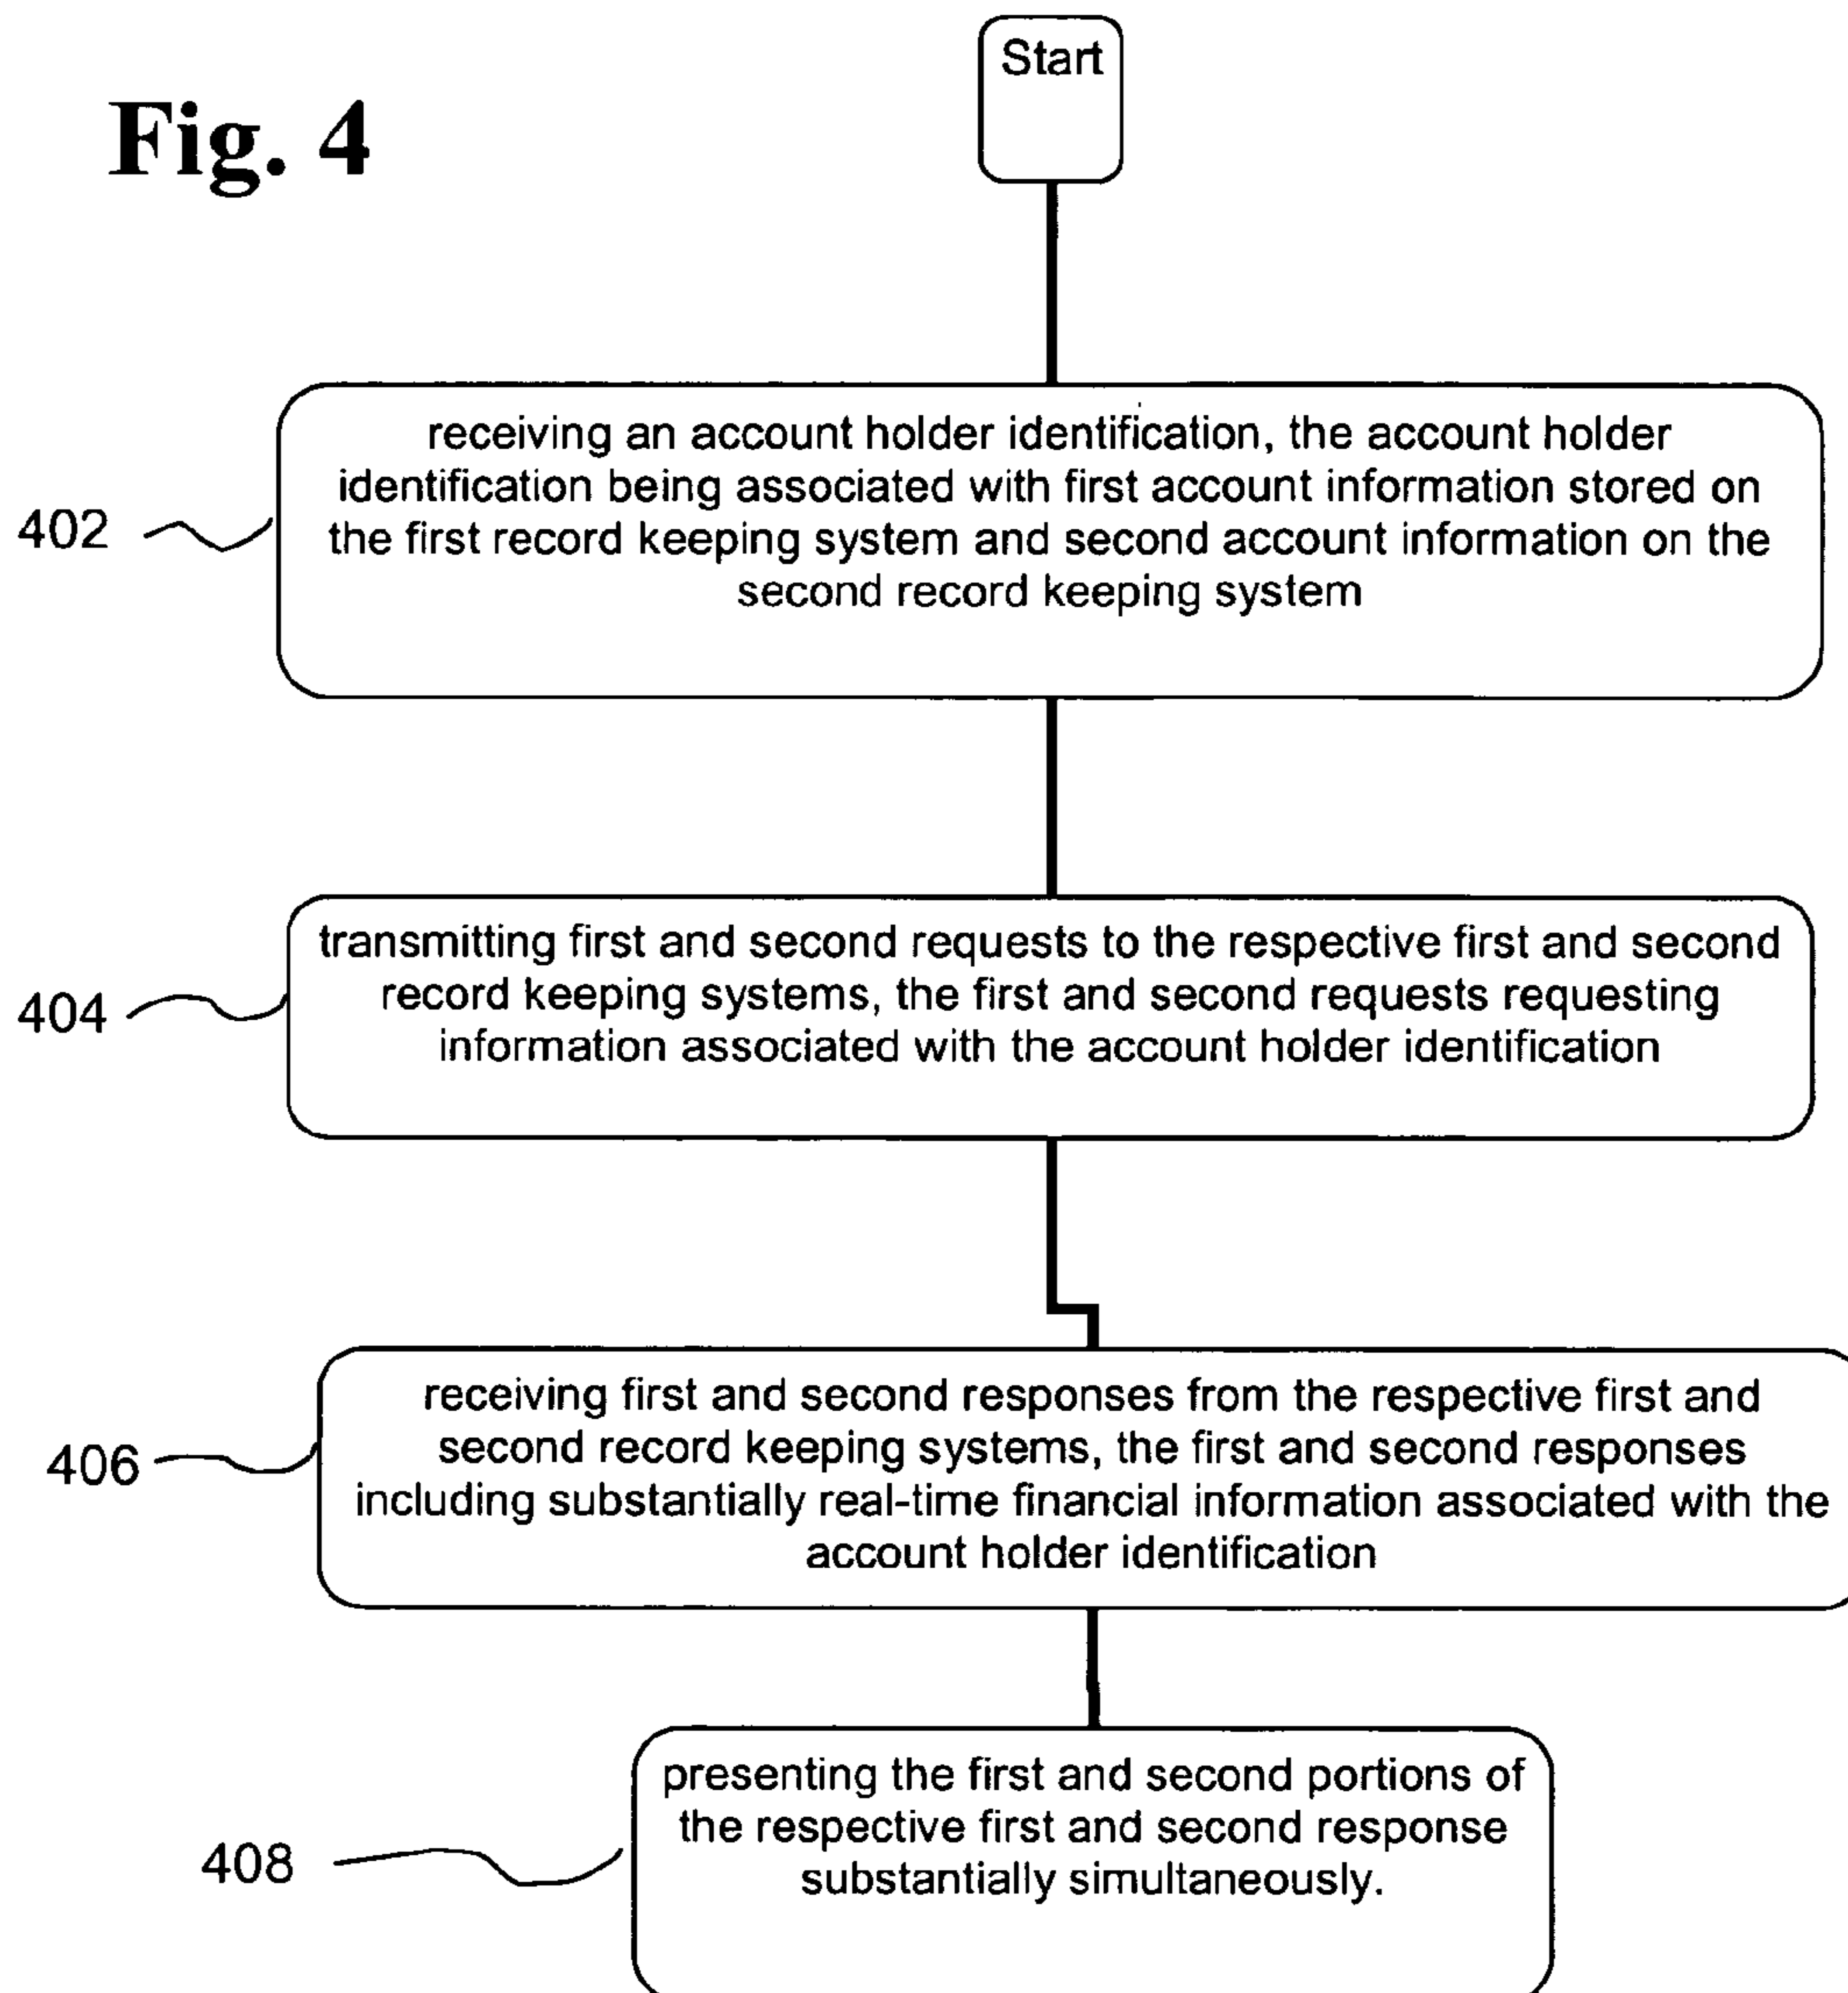 Start
Fig. 4
receiving an account holder identification, the account holder
identification being associated with first account information stored on
the first record keeping system and second account information on the
second record keeping system
402
transmitting first and second requests to the respective first and second
record keeping systems, the first and second requests requesting
information associated with the account holder identification
404
receiving first and second responses from the respective first and
second record keeping systems, the first and second responses
including substantially real-time financial information associated with the
account holder identification
406
presenting the first and second portions of
the respective first and second response
substantially simultaneously.
408